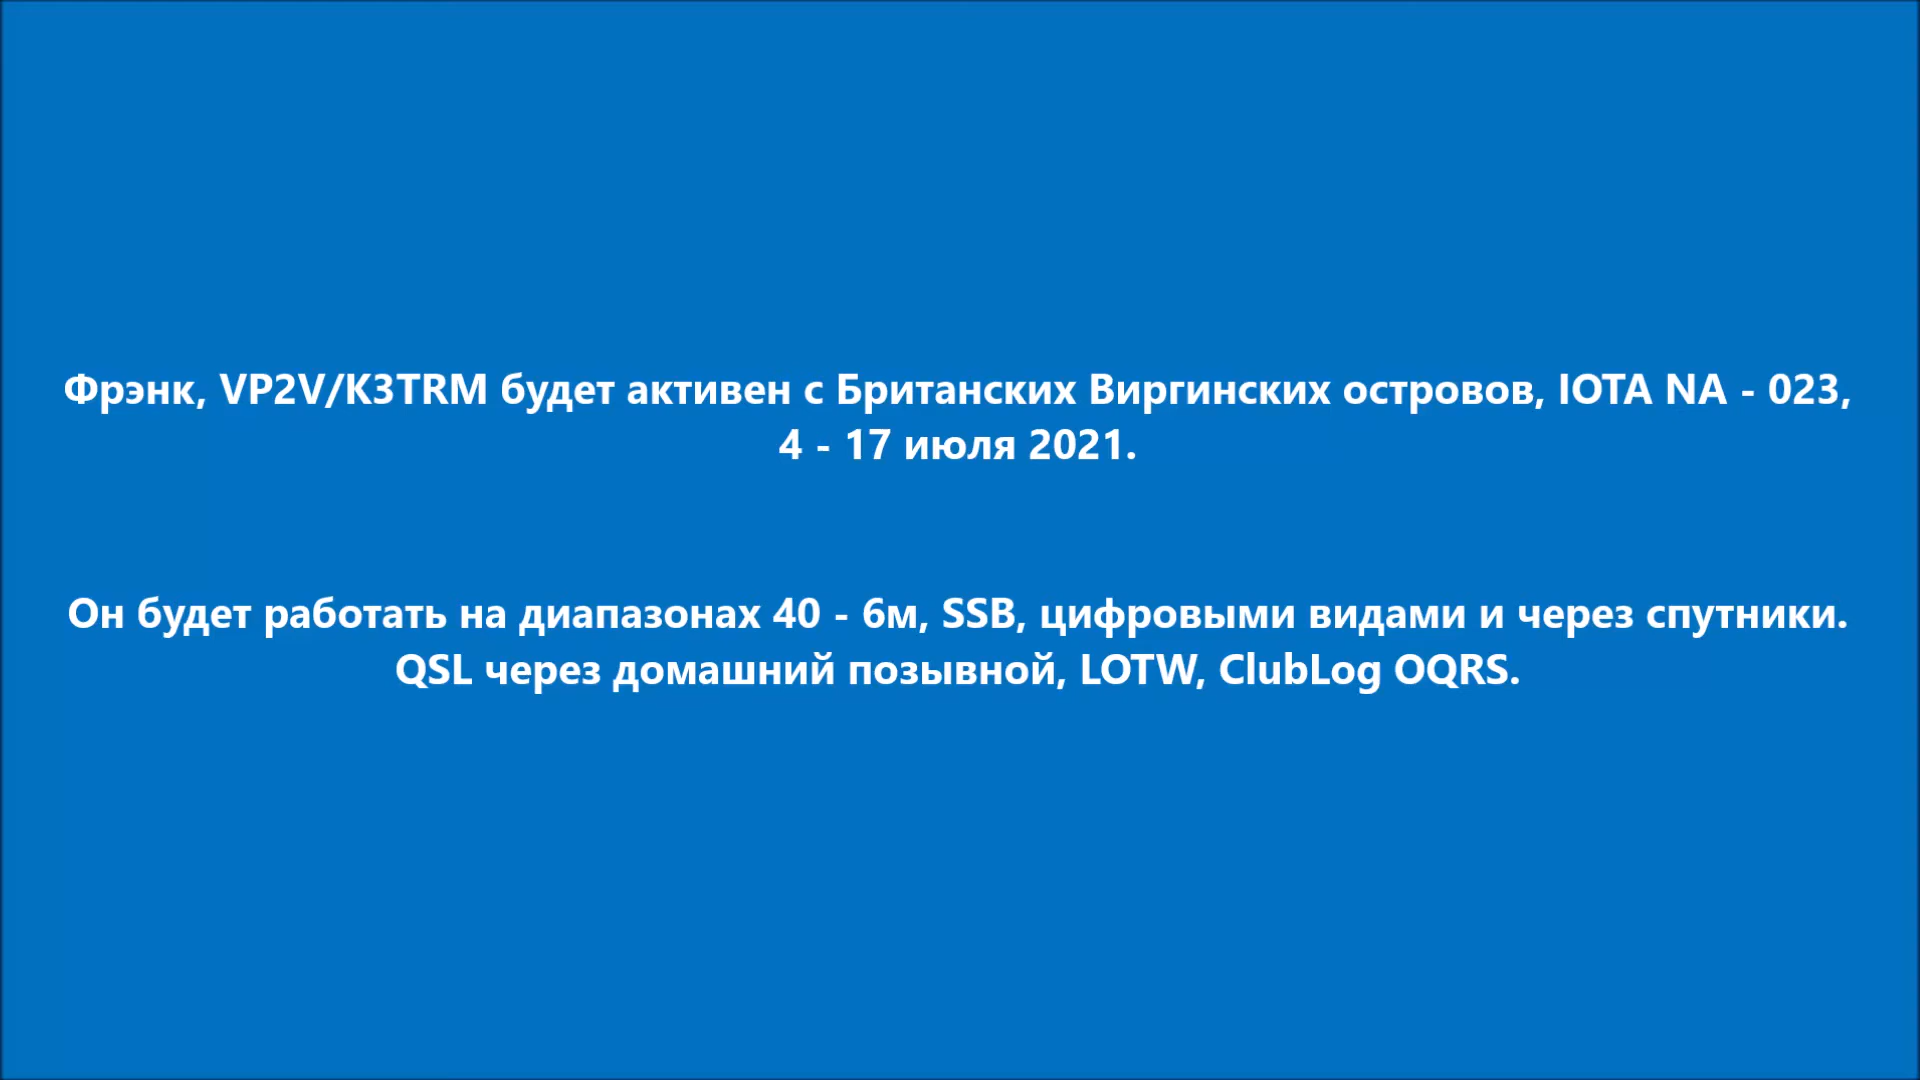 Фрэнк, VP2V/K3TRM будет активен с Британских Виргинских островов, IOTA NA - 023,
4 - 17 июля 2021.
Он будет работать на диапазонах 40 - 6м, SSB, цифровыми видами и через спутники.
QSL через домашний позывной, LOTW, ClubLog OQRS.